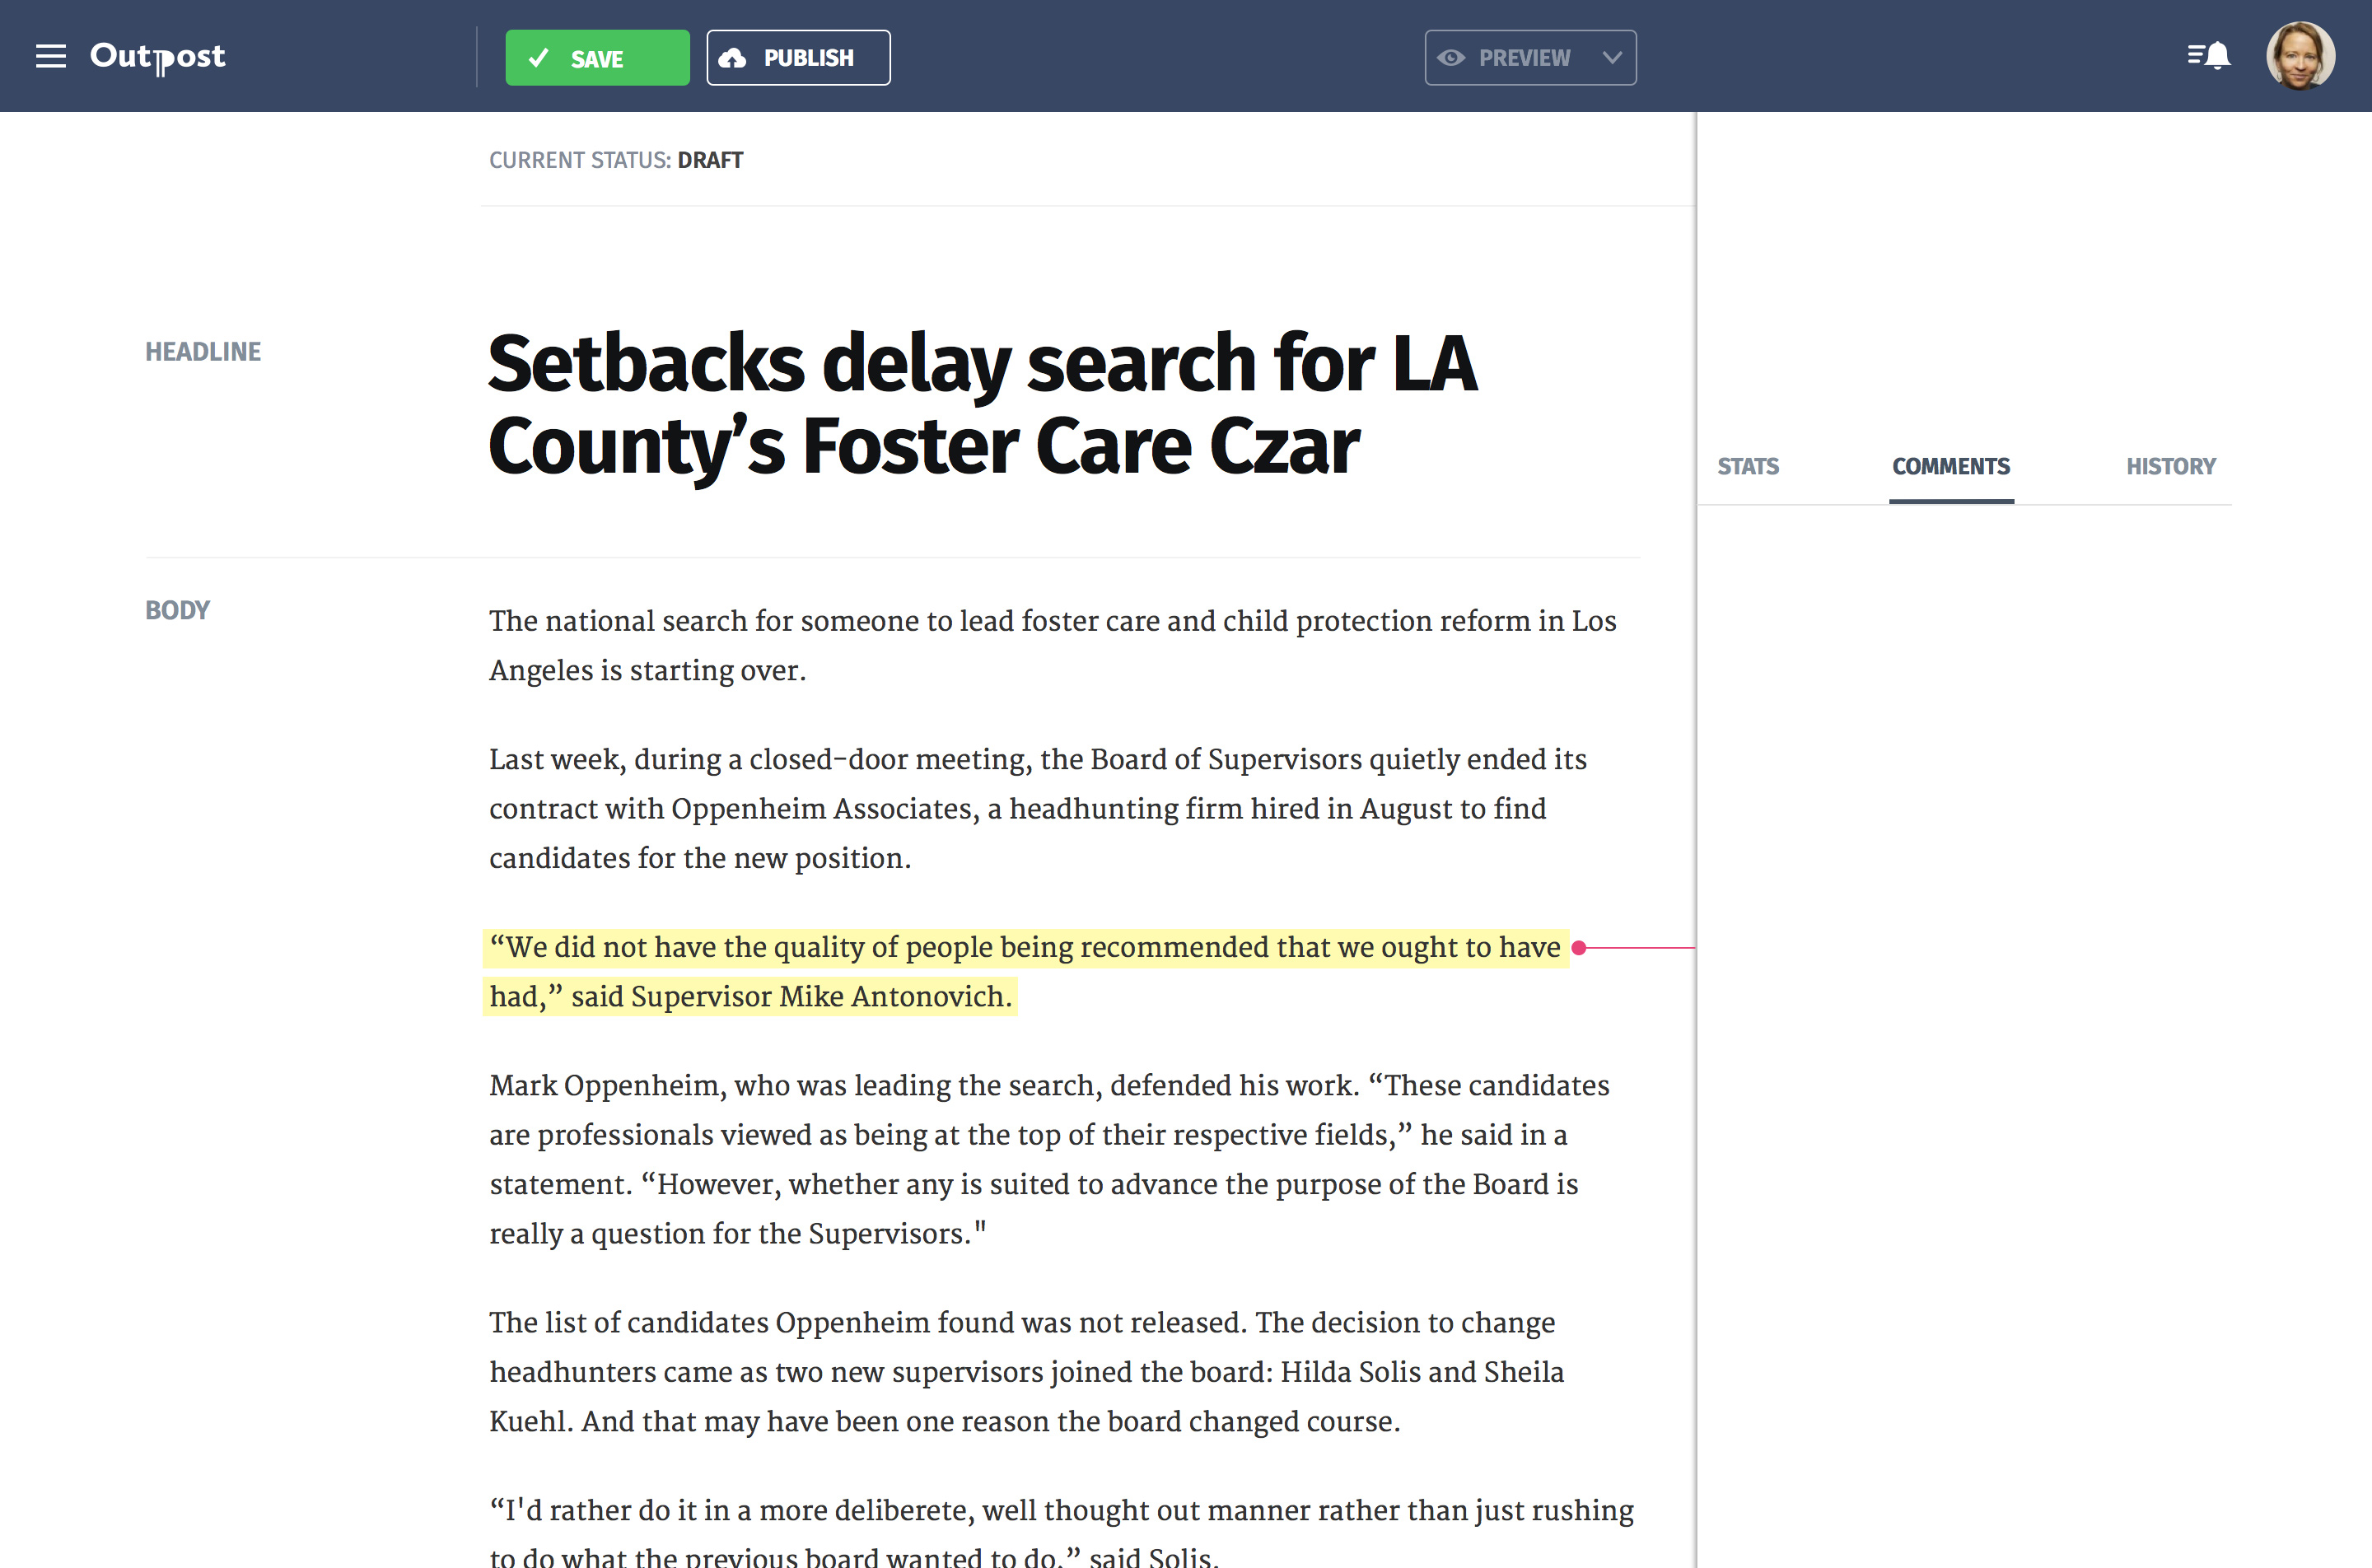 Outpost
SAVE
PUBLISH
PREVIEW
CURRENT STATUS: DRAFT
HEADLINE
Setbacks delay search for LA
County’s Foster Care Czar
STATS
COMMENTS
HISTORY
BODY
The national search for someone to lead foster care and child protection reform in Los
Angeles is starting over.
Last week, during a closed-door meeting, the Board of Supervisors quietly ended its
contract with Oppenheim Associates, a headhunting firm hired in August to find
candidates for the new position.
“We did not have the quality of people being recommended that we ought to have
had,” said Supervisor Mike Antonovich.
Mark Oppenheim, who was leading the search, defended his work. “These candidates
are professionals viewed as being at the top of their respective fields,” he said in a
statement. “However, whether any is suited to advance the purpose of the Board is
really a question for the Supervisors."
The list of candidates Oppenheim found was not released. The decision to change
headhunters came as two new supervisors joined the board: Hilda Solis and Sheila
Kuehl. And that may have been one reason the board changed course.
“I'd rather do it in a more deliberete, well thought out manner rather than just rushing
to do what the previous board wanted to do,” said Solis.